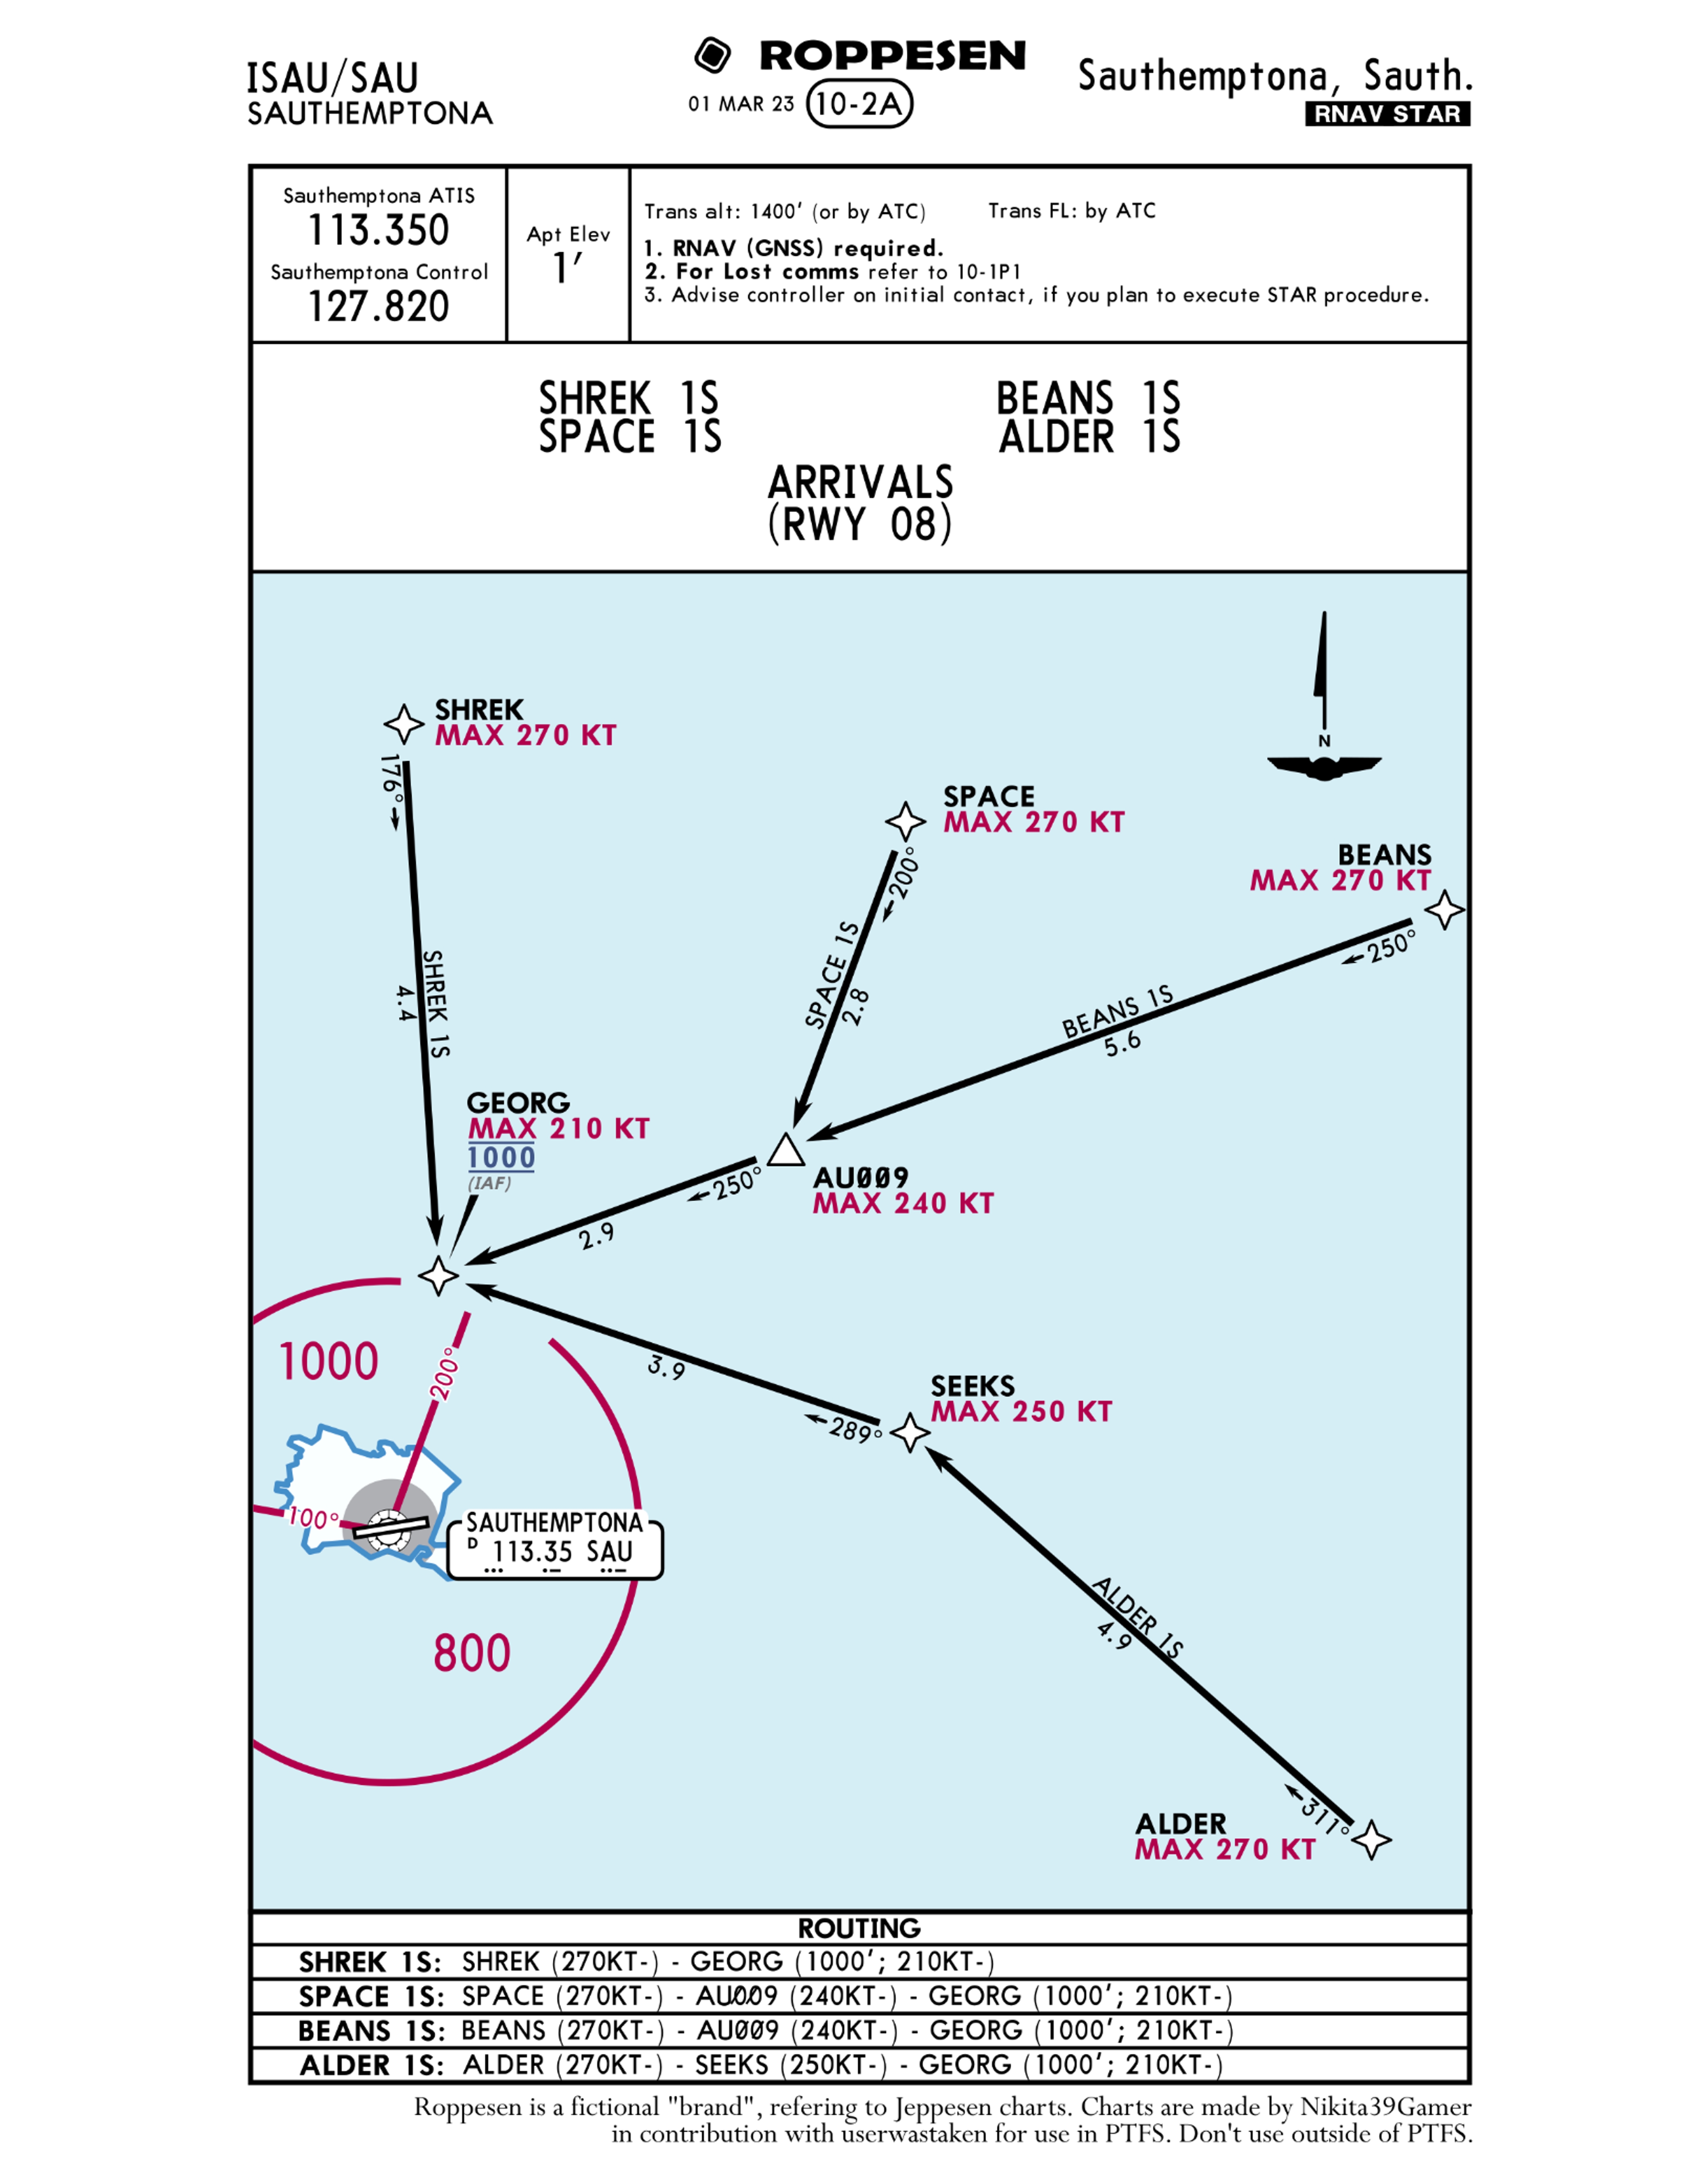 ISAU/SAU
SAUTHEMPTONA
ROPPESEN
01 MAR 23 10-2A
Sauthemptona, Sauth.
RNAV STAR
Sauthemptona ATIS
113.350
Sauthemptona Control
127.820
Apt Elev
1'
Trans alt: 1400' (or by ATC) Trans FL: by ATC
1. RNAV (GNSS) required.
2. For Lost comms refer to 10-1P1
3. Advise controller on initial contact, if you plan to execute STAR procedure.
SHREK 1S BEANS 1S
SPACE 1S ALDER 1S
ARRIVALS
(RWY 08)
N
SHREK
MAX 270 KT
176°
SHREK 1S
4.4
SPACE
MAX 270 KT
200°
SPACE 1S
2.8
BEANS
MAX 270 KT
250°
BEANS 1S
5.6
GEORG
MAX 210 KT
1000
(IAF)
AU009
MAX 240 KT
250°
2.9
1000
200°
3.9
289°
SEEKS
MAX 250 KT
100°
SAUTHEMPTONA
D 113.35 SAU
800
ALDER 1S
4.9
311°
ALDER
MAX 270 KT
ROUTING
SHREK 1S: SHREK (270KT-) - GEORG (1000'; 210KT-)
SPACE 1S: SPACE (270KT-) - AU009 (240KT-) - GEORG (1000'; 210KT-)
BEANS 1S: BEANS (270KT-) - AU009 (240KT-) - GEORG (1000'; 210KT-)
ALDER 1S: ALDER (270KT-) - SEEKS (250KT-) - GEORG (1000'; 210KT-)
Roppesen is a fictional "brand", refering to Jeppesen charts. Charts are made by Nikita39Gamer
in contribution with userwastaken for use in PTFS. Don't use outside of PTFS.